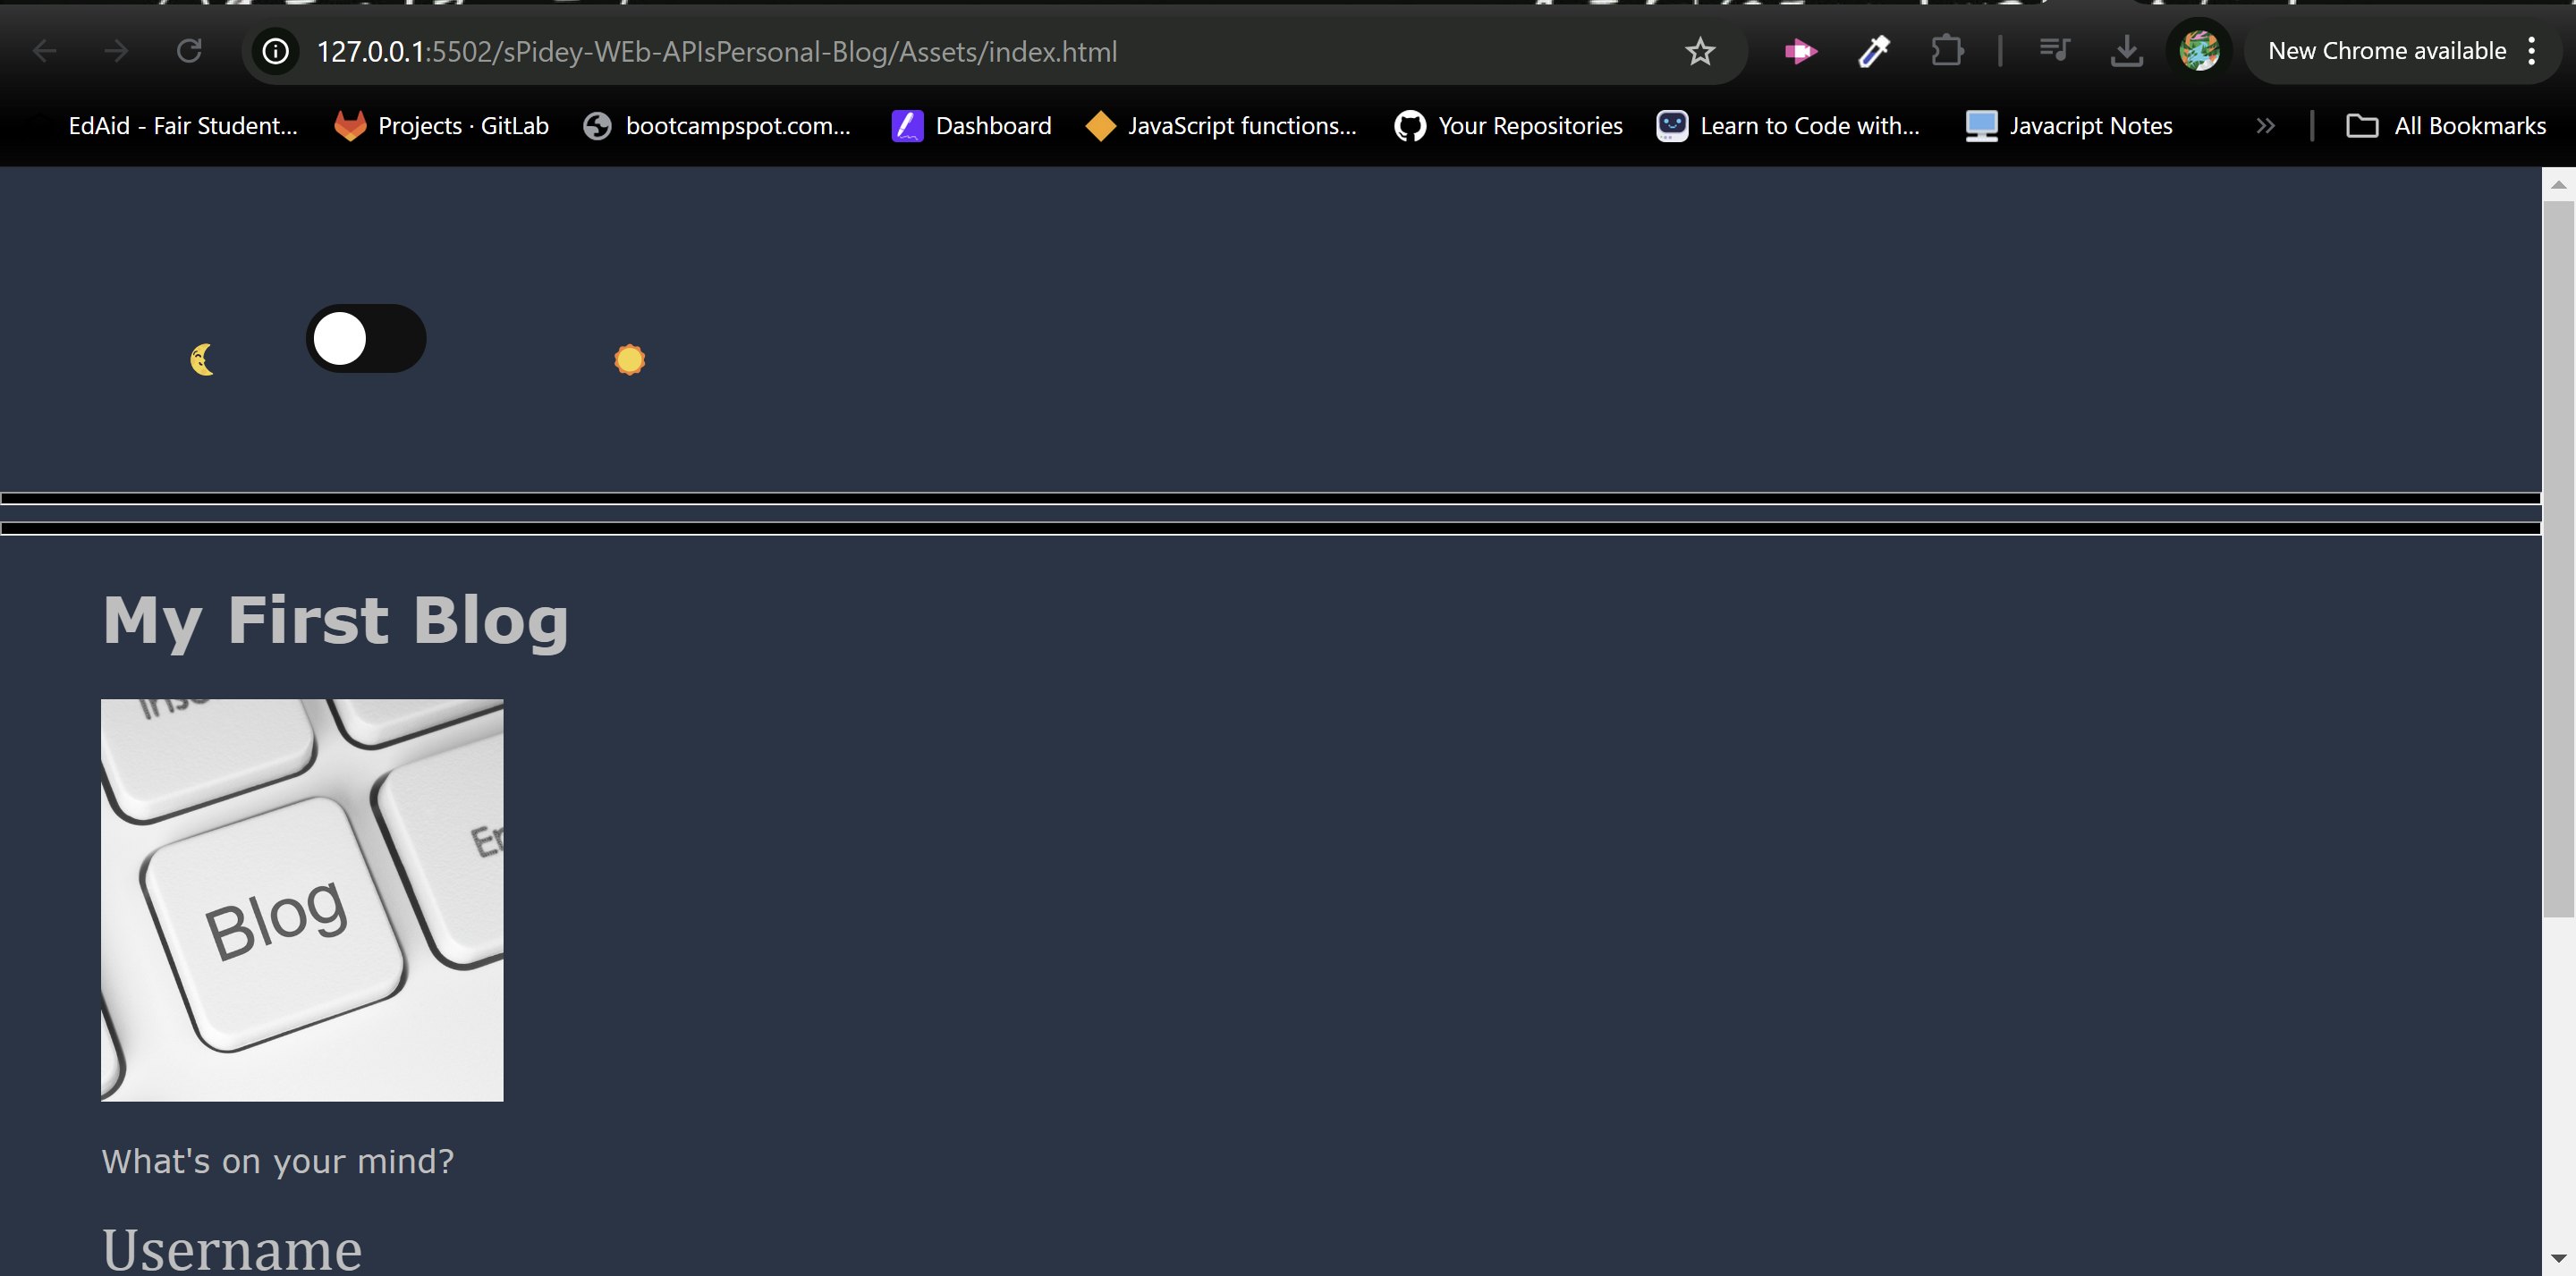 127.0.0.1:5502/sPidey-WEb-APIsPersonal-Blog/Assets/index.html
New Chrome available
EdAid - Fair Student...
Projects · GitLab
bootcampspot.com...
Dashboard
JavaScript functions...
Your Repositories
Learn to Code with...
Javacript Notes
All Bookmarks
My First Blog
Blog
What's on your mind?
Username